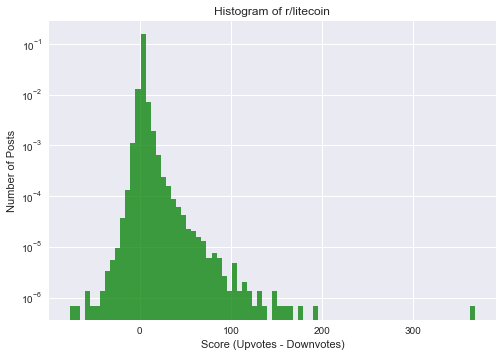 Histogram of r/litecoin
Number of Posts
10⁻¹
10⁻²
10⁻³
10⁻⁴
10⁻⁵
10⁻⁶
0 100 200 300
Score (Upvotes - Downvotes)